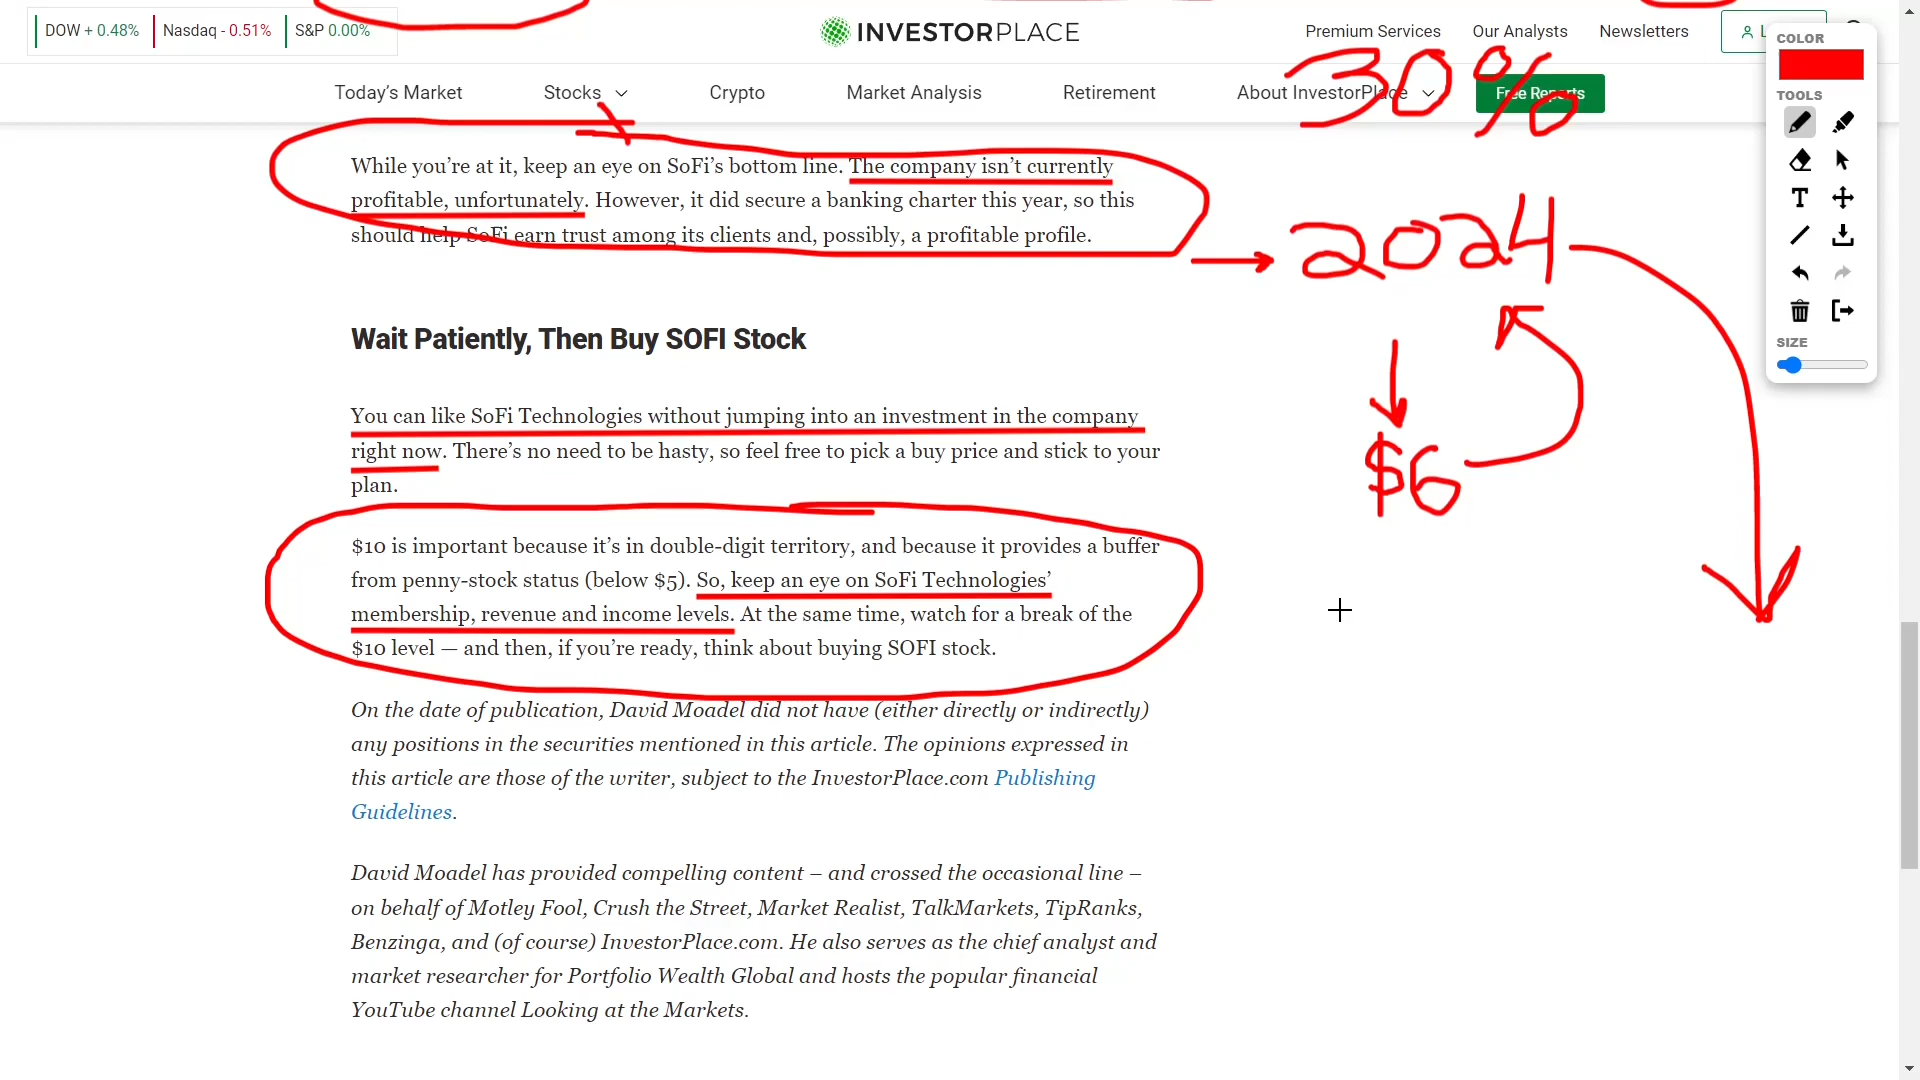 DOW + 0.48% Nasdaq - 0.51% S&P 0.00%
INVESTORPLACE
Premium Services Our Analysts Newsletters
Today's Market Stocks Crypto Market Analysis Retirement About InvestorPlace Free Reports
30%
While you're at it, keep an eye on SoFi's bottom line. The company isn't currently
profitable, unfortunately. However, it did secure a banking charter this year, so this
should help SoFi earn trust among its clients and, possibly, a profitable profile.
2024
Wait Patiently, Then Buy SOFI Stock
You can like SoFi Technologies without jumping into an investment in the company
right now. There's no need to be hasty, so feel free to pick a buy price and stick to your
plan.
$6
$10 is important because it's in double-digit territory, and because it provides a buffer
from penny-stock status (below $5). So, keep an eye on SoFi Technologies'
membership, revenue and income levels. At the same time, watch for a break of the
$10 level — and then, if you're ready, think about buying SOFI stock.
On the date of publication, David Moadel did not have (either directly or indirectly)
any positions in the securities mentioned in this article. The opinions expressed in
this article are those of the writer, subject to the InvestorPlace.com Publishing
Guidelines.
David Moadel has provided compelling content – and crossed the occasional line –
on behalf of Motley Fool, Crush the Street, Market Realist, TalkMarkets, TipRanks,
Benzinga, and (of course) InvestorPlace.com. He also serves as the chief analyst and
market researcher for Portfolio Wealth Global and hosts the popular financial
YouTube channel Looking at the Markets.
COLOR
TOOLS
T
SIZE